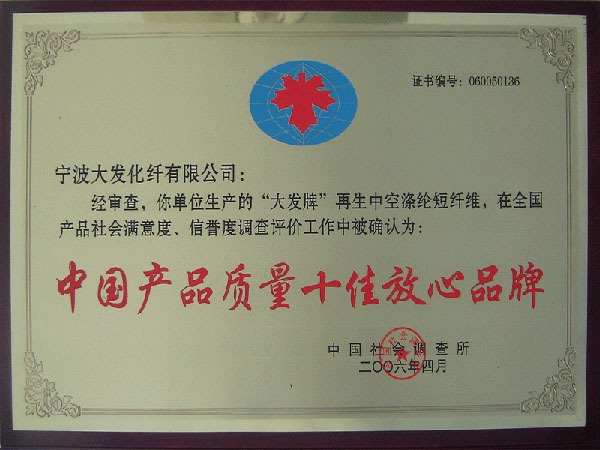 证书编号：060050136
宁波大发化纤有限公司：
经审查，你单位生产的“大发牌”再生中空涤纶短纤维，在全国
产品社会满意度、信誉度调查评价工作中被确认为：
中国产品质量十佳放心品牌
中国社会调查所
二〇〇六年四月